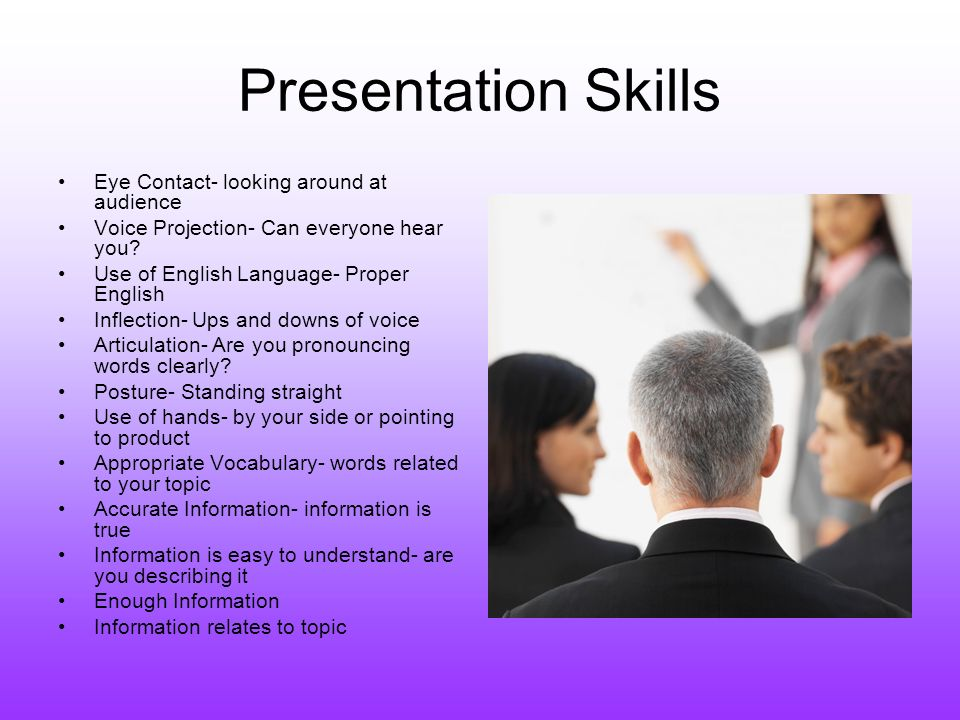 Presentation Skills
• Eye Contact- looking around at
audience
• Voice Projection- Can everyone hear
you?
• Use of English Language- Proper
English
• Inflection- Ups and downs of voice
• Articulation- Are you pronouncing
words clearly?
• Posture- Standing straight
• Use of hands- by your side or pointing
to product
• Appropriate Vocabulary- words related
to your topic
• Accurate Information- information is
true
• Information is easy to understand- are
you describing it
• Enough Information
• Information relates to topic